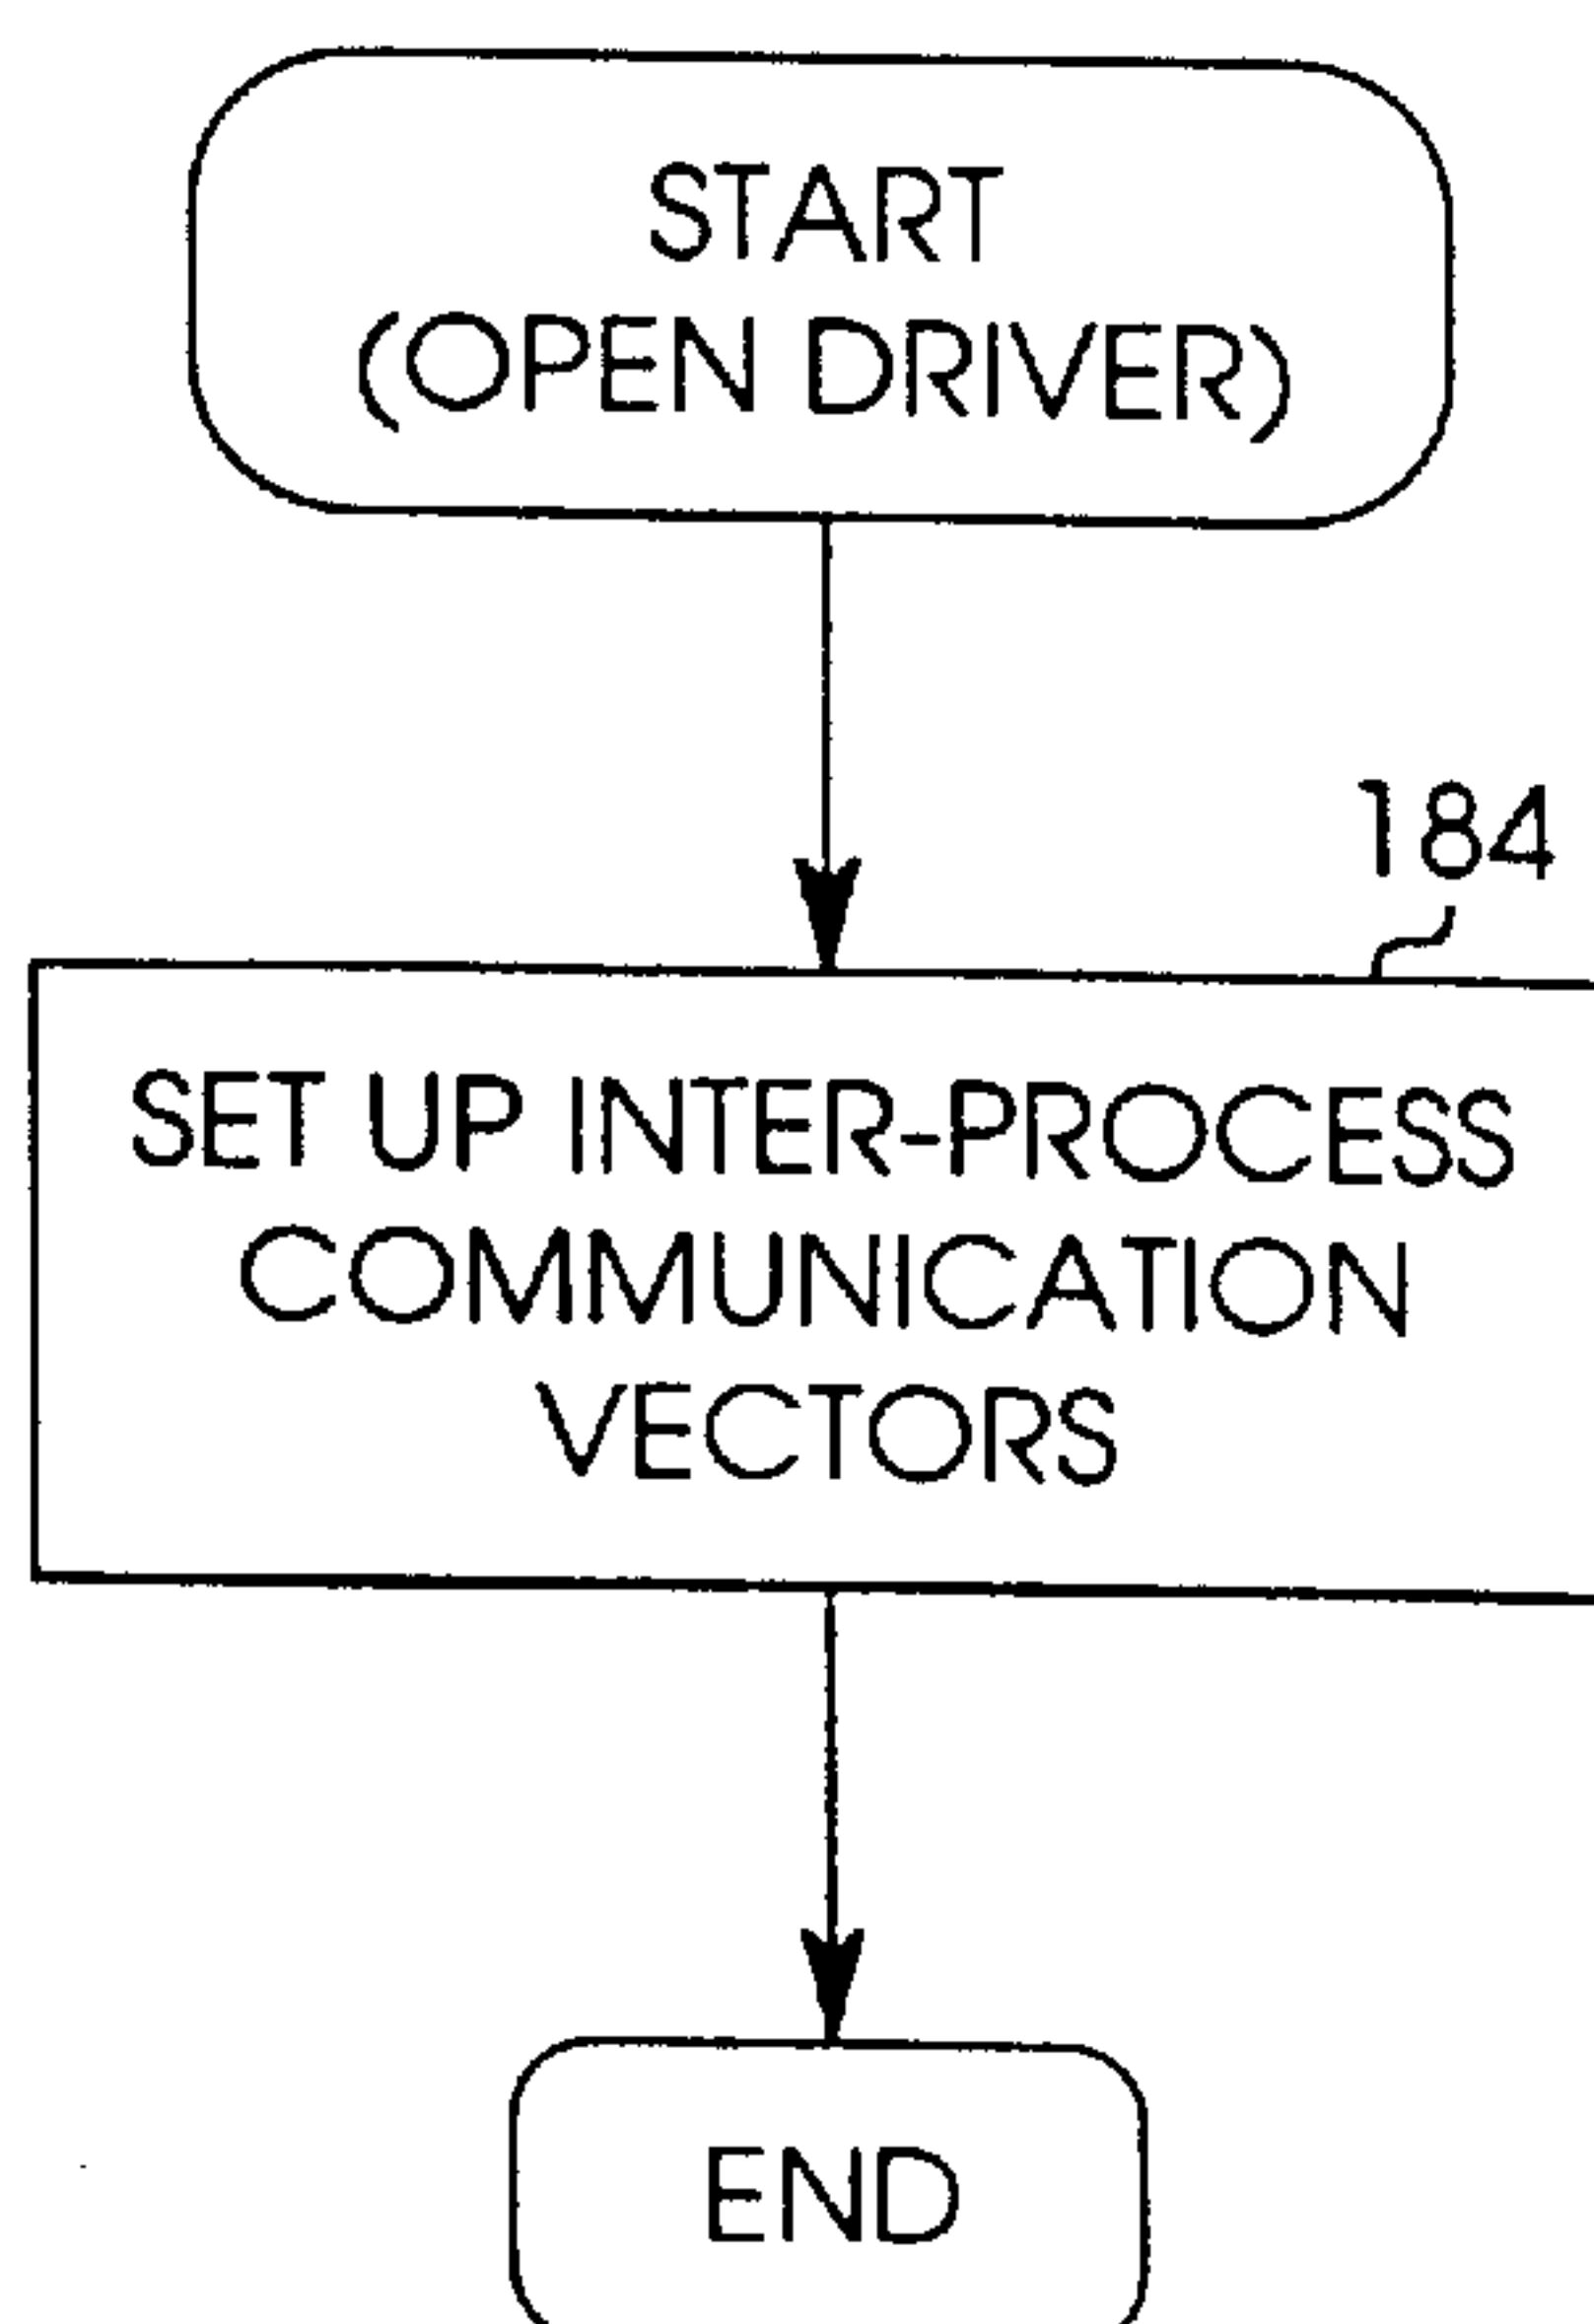 START
(OPEN DRIVER)
184
SET UP INTER-PROCESS
COMMUNICATION
VECTORS
END